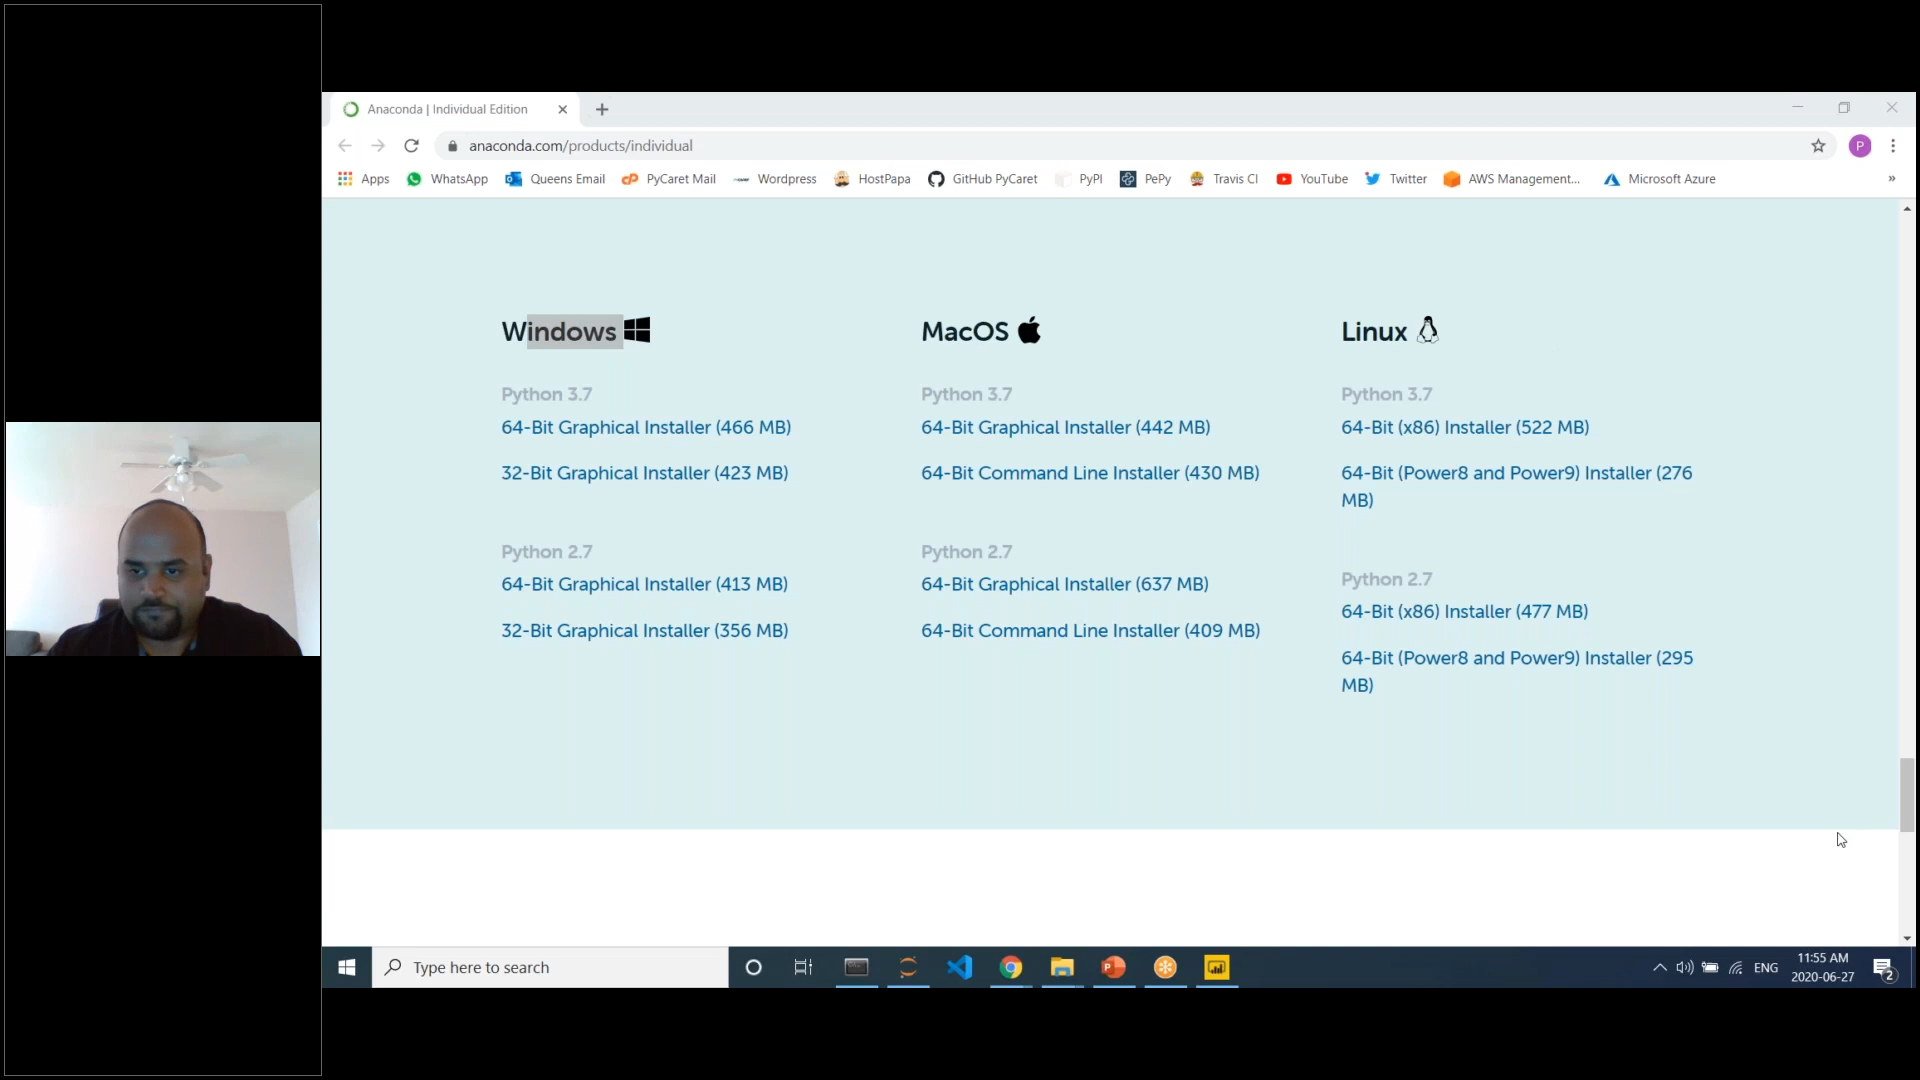 Anaconda | Individual Edition
anaconda.com/products/individual
P
Apps WhatsApp Queens Email PyCaret Mail Wordpress HostPapa GitHub PyCaret PyPI PePy Travis CI YouTube Twitter AWS Management... Microsoft Azure »
Windows MacOS Linux
Python 3.7 Python 3.7 Python 3.7
64-Bit Graphical Installer (466 MB) 64-Bit Graphical Installer (442 MB) 64-Bit (x86) Installer (522 MB)
32-Bit Graphical Installer (423 MB) 64-Bit Command Line Installer (430 MB) 64-Bit (Power8 and Power9) Installer (276
MB)
Python 2.7 Python 2.7
Python 2.7
64-Bit Graphical Installer (413 MB) 64-Bit Graphical Installer (637 MB)
64-Bit (x86) Installer (477 MB)
32-Bit Graphical Installer (356 MB) 64-Bit Command Line Installer (409 MB)
64-Bit (Power8 and Power9) Installer (295
MB)
Type here to search
ENG
11:55 AM
2020-06-27
2